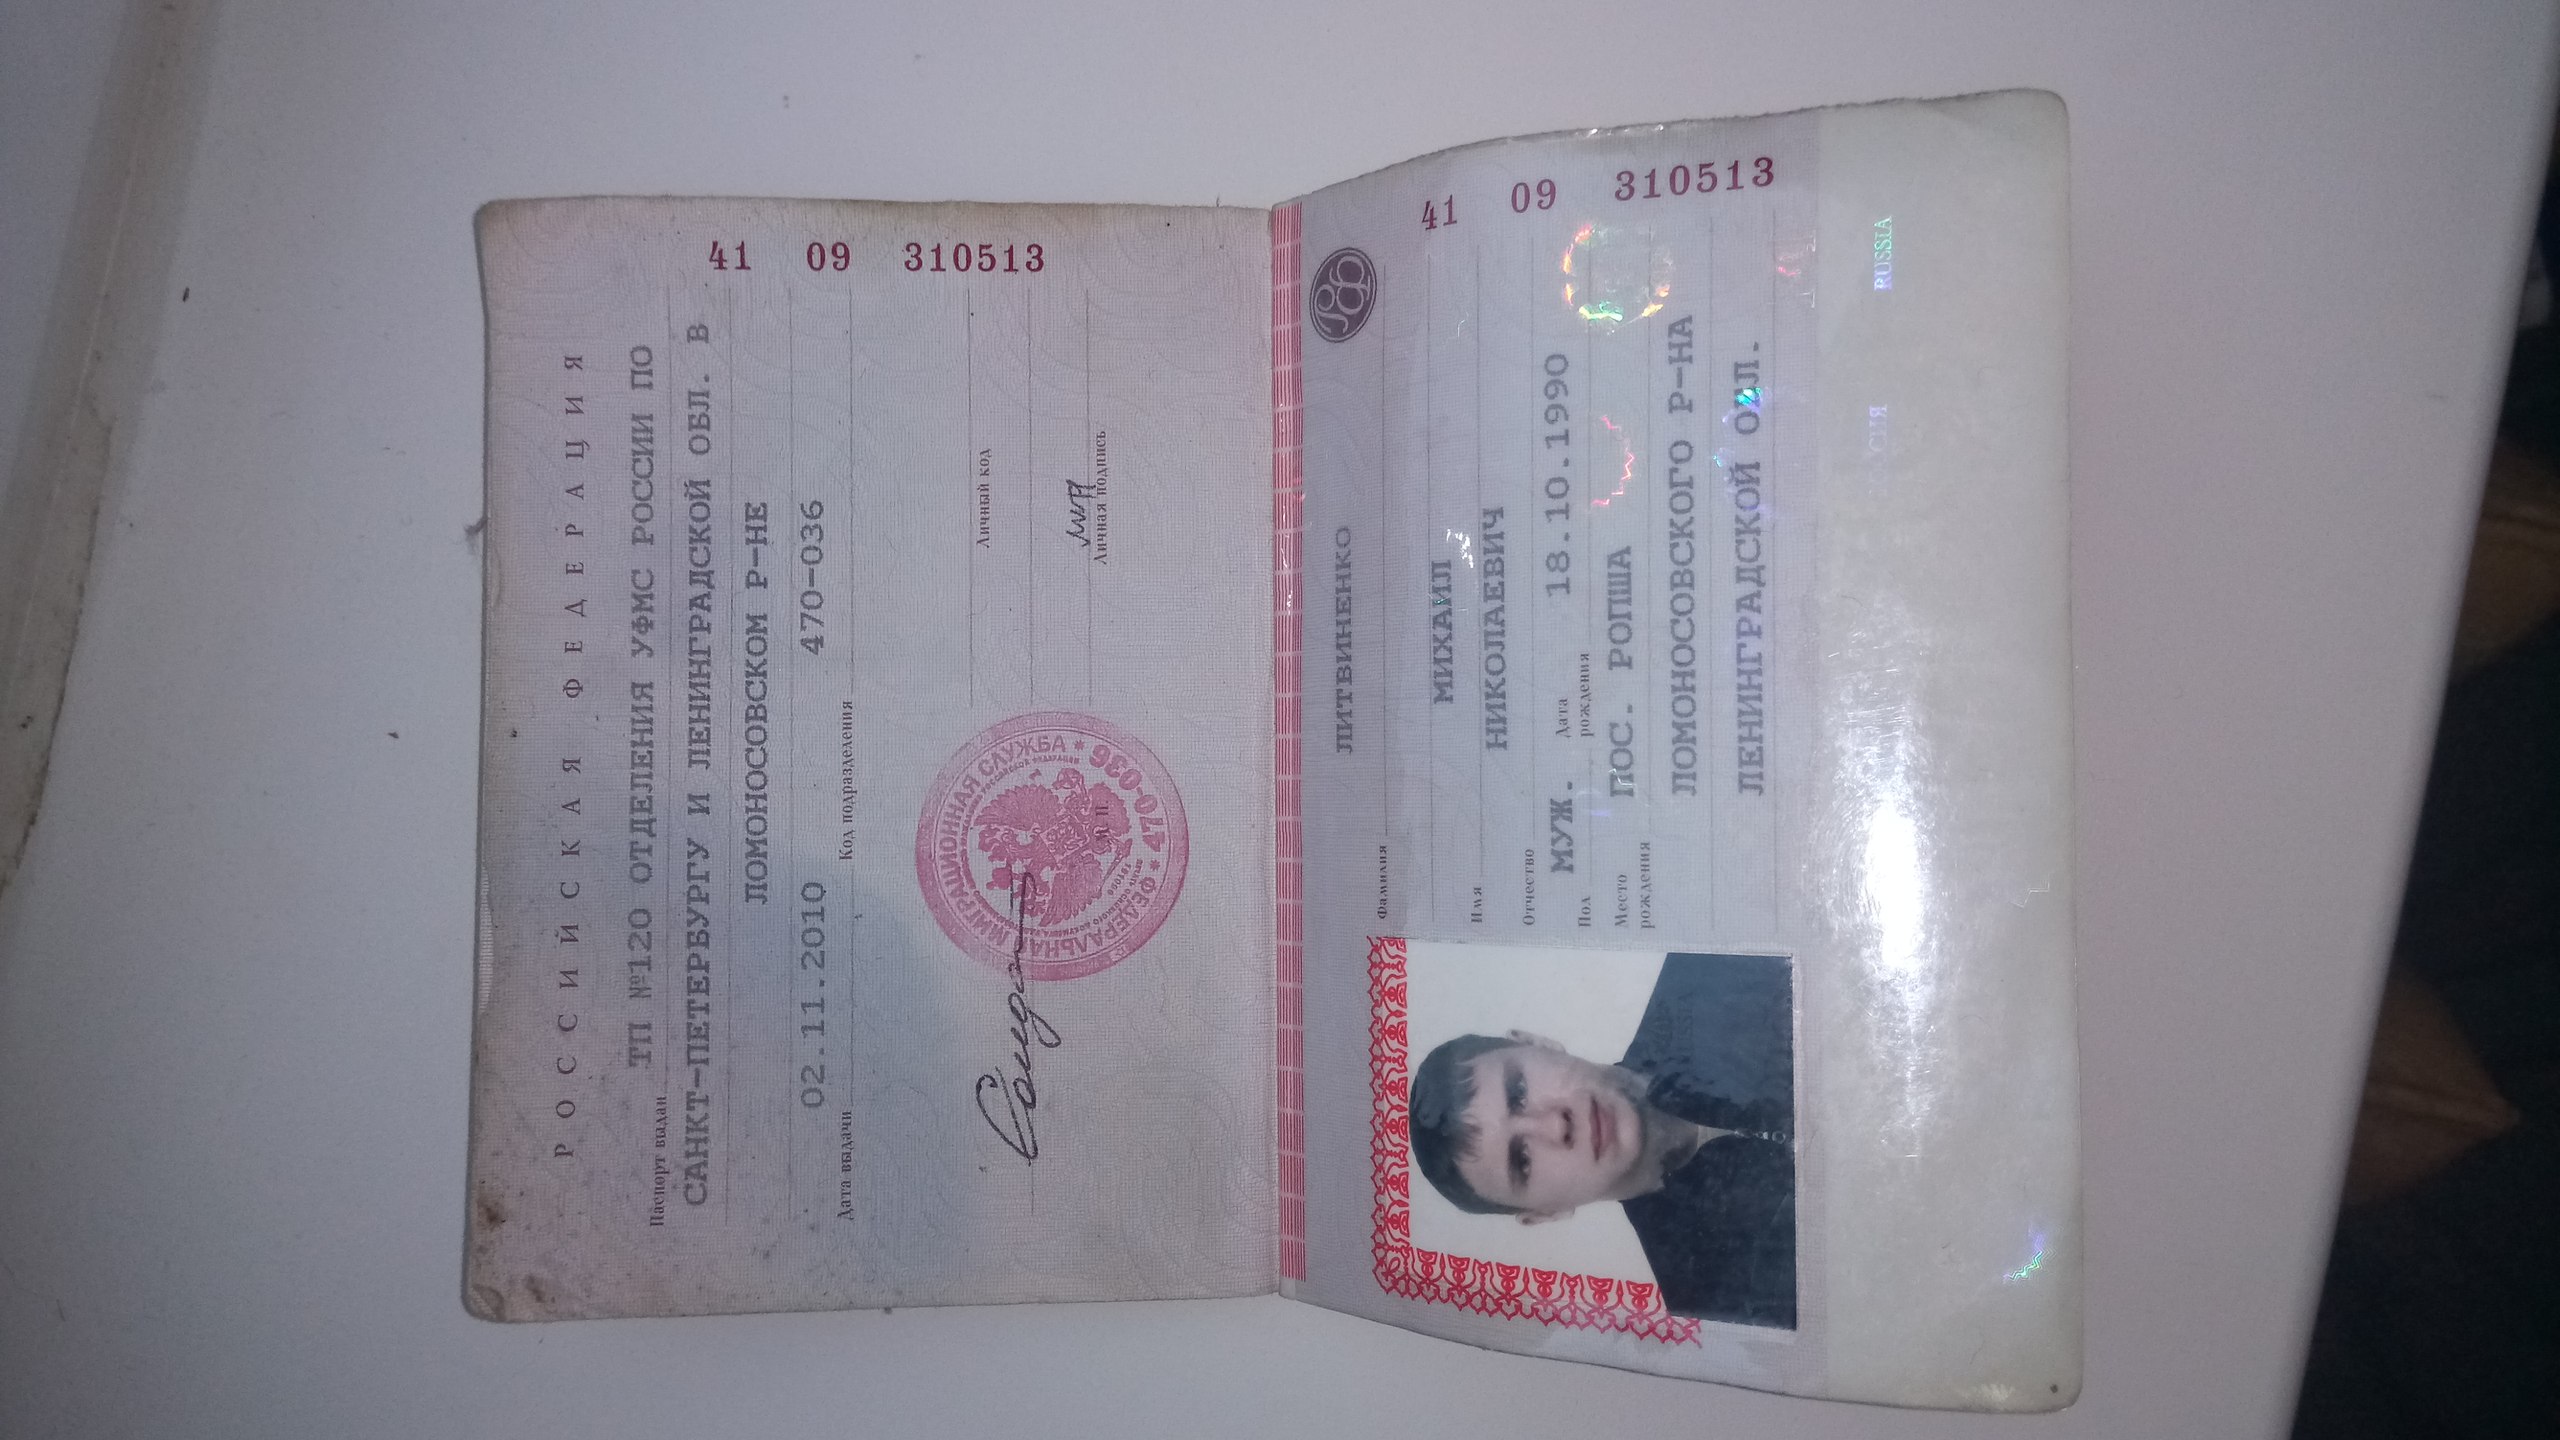 РОССИЙСКАЯ ФЕДЕРАЦИЯ
Паспорт выдан ТП №120 ОТДЕЛЕНИЯ УФМС РОССИИ ПО
САНКТ-ПЕТЕРБУРГУ И ЛЕНИНГРАДСКОЙ ОБЛ. В
ЛОМОНОСОВСКОМ Р-НЕ
Дата выдачи 02.11.2010 Код подразделения 470-036
Личный код
Личная подпись
ФЕДЕРАЛЬНАЯ МИГРАЦИОННАЯ СЛУЖБА * 470-036 *
М П
41 09 310513
Фамилия ЛИТВИНЕНКО
Имя МИХАИЛ
Отчество НИКОЛАЕВИЧ
Пол МУЖ. Дата рождения 18.10.1990
Место рождения ПОС. РОПША
ЛОМОНОСОВСКОГО Р-НА
ЛЕНИНГРАДСКОЙ ОБЛ.
41 09 310513
RUSSIA